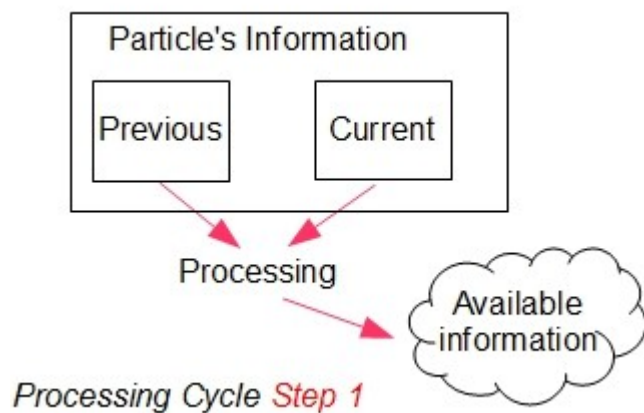 Particle's Information
Previous
Current
Processing
Available
information
Processing Cycle Step 1